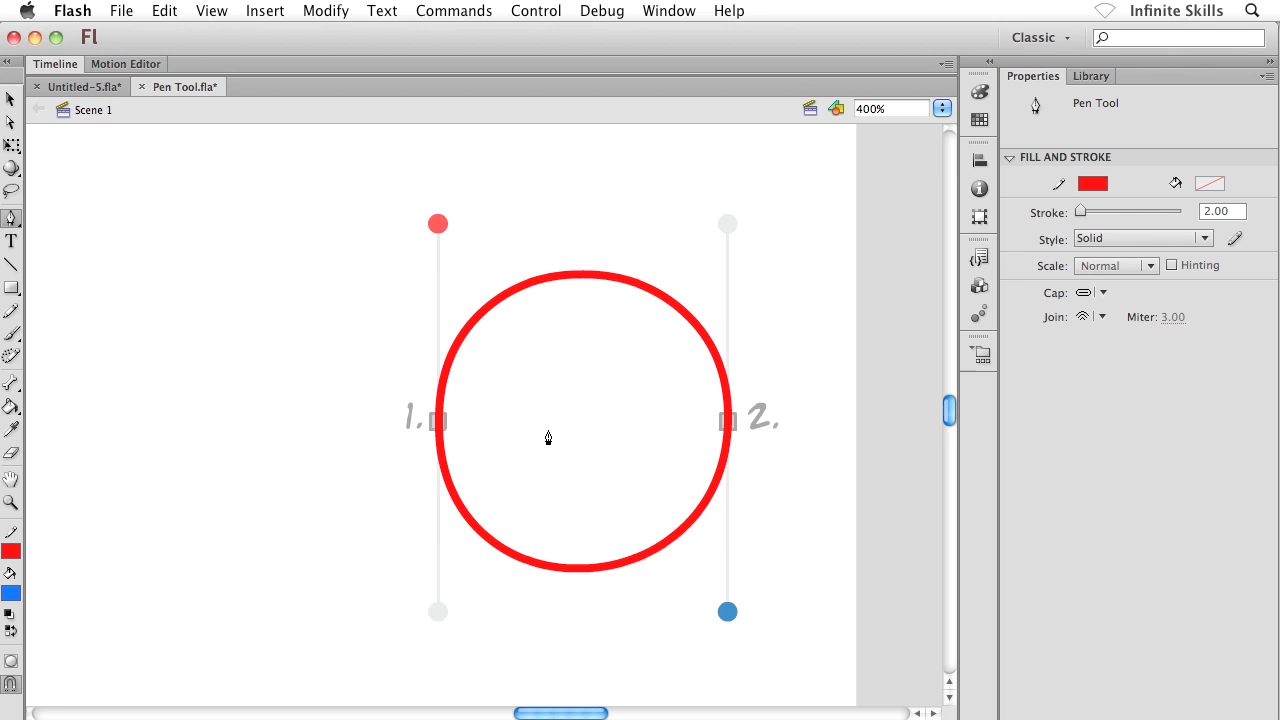 Flash File Edit View Insert Modify Text Commands Control Debug Window Help Infinite Skills
Fl Classic
Timeline Motion Editor
Untitled-5.fla* Pen Tool.fla*
Scene 1 400%
Properties Library
Pen Tool
FILL AND STROKE
Stroke: 2.00
Style: Solid
Scale: Normal Hinting
Cap:
Join: Miter: 3.00
1. 2.
T